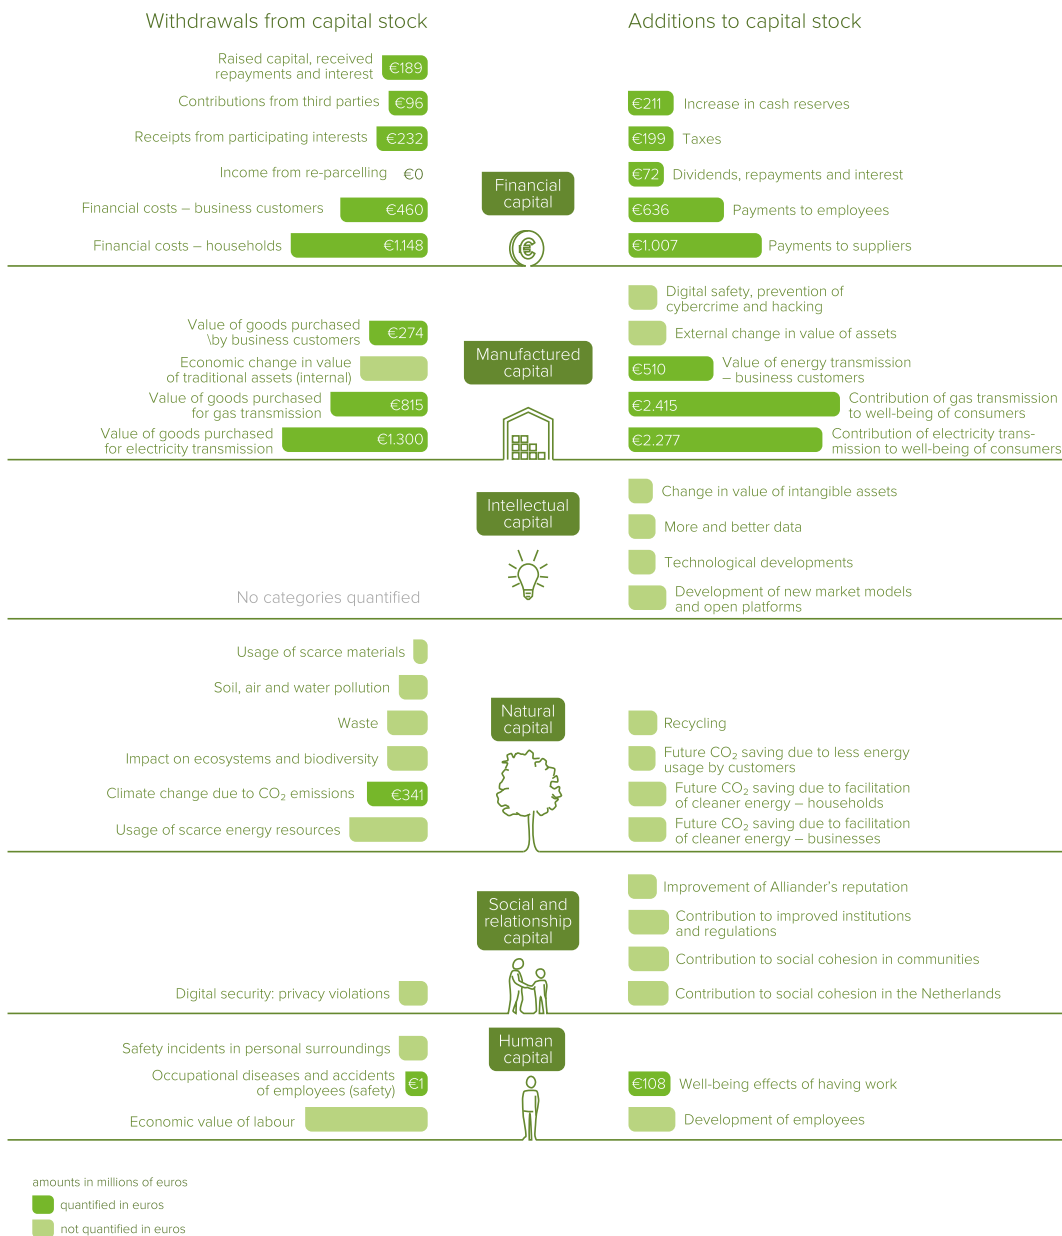 Withdrawals from capital stock
Additions to capital stock
Raised capital, received
repayments and interest
€189
Contributions from third parties
€96
€211
Increase in cash reserves
Receipts from participating interests
€232
€199
Taxes
Income from re-parcelling
€0
€72
Dividends, repayments and interest
Financial
capital
Financial costs – business customers
€460
€636
Payments to employees
Financial costs – households
€1.148
€1.007
Payments to suppliers
€
Digital safety, prevention of
cybercrime and hacking
Value of goods purchased
\by business customers
€274
External change in value of assets
Economic change in value
of traditional assets (internal)
Manufactured
capital
€510
Value of energy transmission
– business customers
Value of goods purchased
for gas transmission
€815
€2.415
Contribution of gas transmission
to well-being of consumers
Value of goods purchased
for electricity transmission
€1.300
€2.277
Contribution of electricity trans-
mission to well-being of consumers
Intellectual
capital
Change in value of intangible assets
More and better data
Technological developments
No categories quantified
Development of new market models
and open platforms
Usage of scarce materials
Soil, air and water pollution
Natural
capital
Waste
Recycling
Impact on ecosystems and biodiversity
Future CO₂ saving due to less energy
usage by customers
Climate change due to CO₂ emissions
€341
Future CO₂ saving due to facilitation
of cleaner energy – households
Usage of scarce energy resources
Future CO₂ saving due to facilitation
of cleaner energy – businesses
Social and
relationship
capital
Improvement of Alliander's reputation
Contribution to improved institutions
and regulations
Contribution to social cohesion in communities
Digital security: privacy violations
Contribution to social cohesion in the Netherlands
Human
capital
Safety incidents in personal surroundings
Occupational diseases and accidents
of employees (safety)
€1
€108
Well-being effects of having work
Economic value of labour
Development of employees
amounts in millions of euros
quantified in euros
not quantified in euros